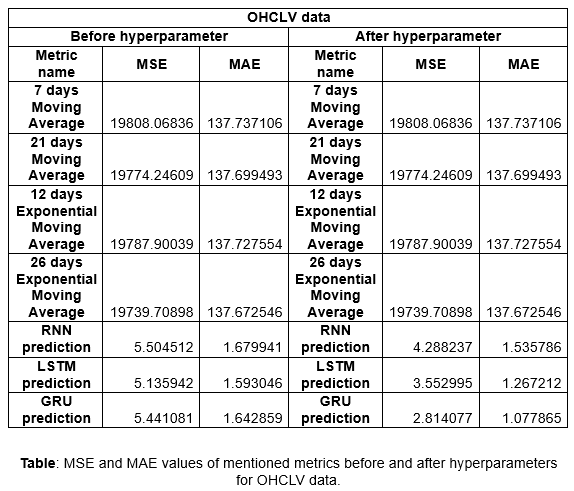 OHCLV data
Before hyperparameter After hyperparameter
Metric name MSE MAE Metric name MSE MAE
7 days Moving Average 19808.06836 137.737106 7 days Moving Average 19808.06836 137.737106
21 days Moving Average 19774.24609 137.699493 21 days Moving Average 19774.24609 137.699493
12 days Exponential Moving Average 19787.90039 137.727554 12 days Exponential Moving Average 19787.90039 137.727554
26 days Exponential Moving Average 19739.70898 137.672546 26 days Exponential Moving Average 19739.70898 137.672546
RNN prediction 5.504512 1.679941 RNN prediction 4.288237 1.535786
LSTM prediction 5.135942 1.593046 LSTM prediction 3.552995 1.267212
GRU prediction 5.441081 1.642859 GRU prediction 2.814077 1.077865
Table: MSE and MAE values of mentioned metrics before and after hyperparameters
for OHCLV data.